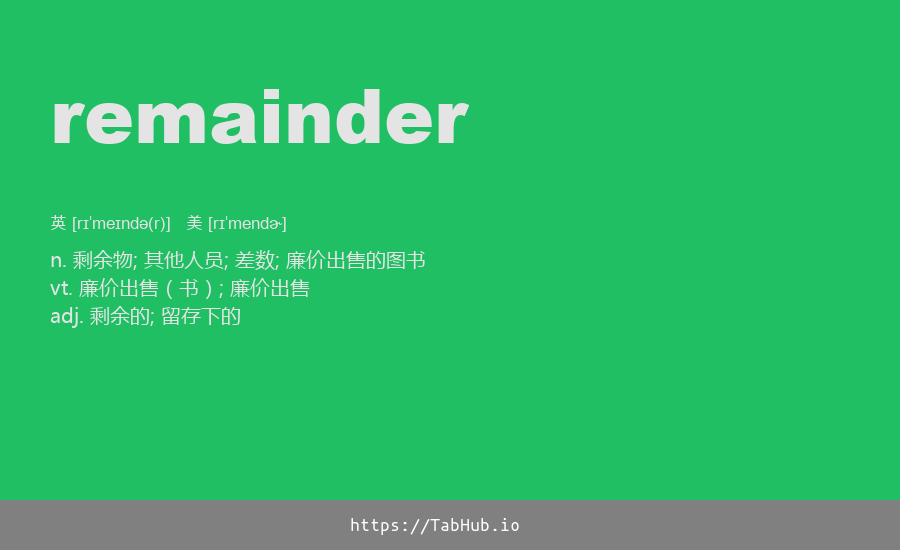 remainder
英 [rɪˈmeɪndə(r)] 美 [rɪˈmendɚ]
n. 剩余物; 其他人员; 差数; 廉价出售的图书
vt. 廉价出售（书）; 廉价出售
adj. 剩余的; 留存下的
https://TabHub.io